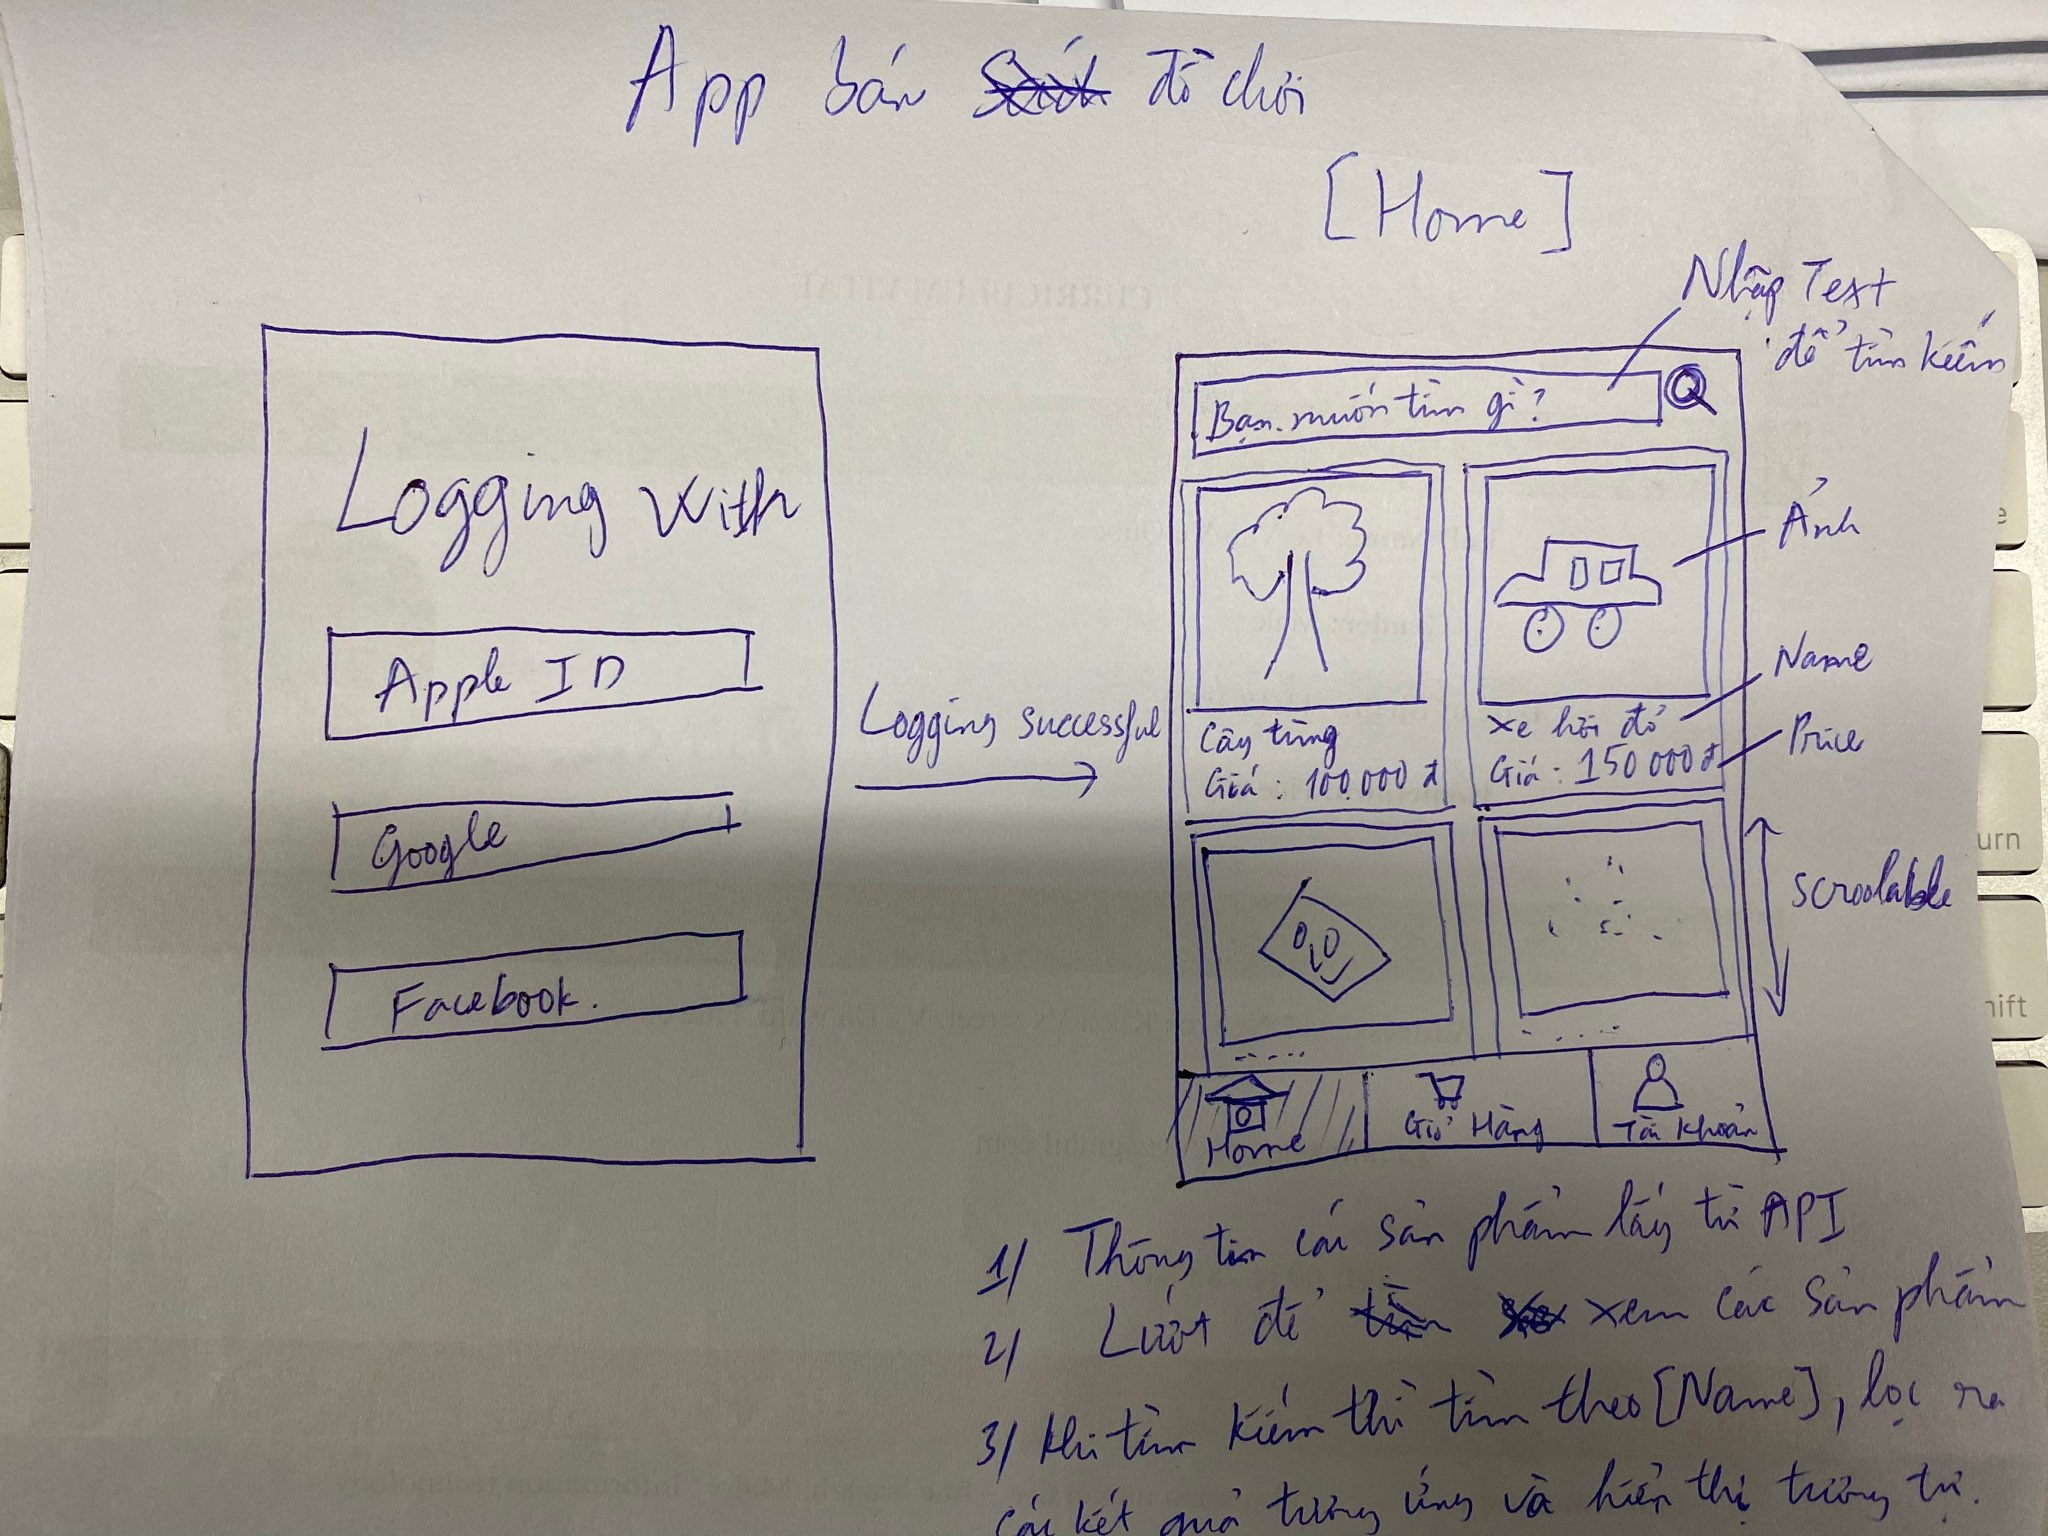 App bán đồ chơi
[Home]
Nhập Text
để tìm kiếm
Bạn muốn tìm gì?
Logging with
Apple ID
Google
Facebook.
Logging successful
Ảnh
Name
Price
Cây tùng
Giá: 100.000 đ
Xe hơi đỏ
Giá: 150 000 đ
scroolable
Home
Giỏ Hàng
Tài khoản
1/ Thông tin các sản phẩm lấy từ API
2/ Lướt để xem các sản phẩm
3/ Khi tìm kiếm thì tìm theo [Name], lọc ra
các kết quả tương ứng và hiển thị tương tự.